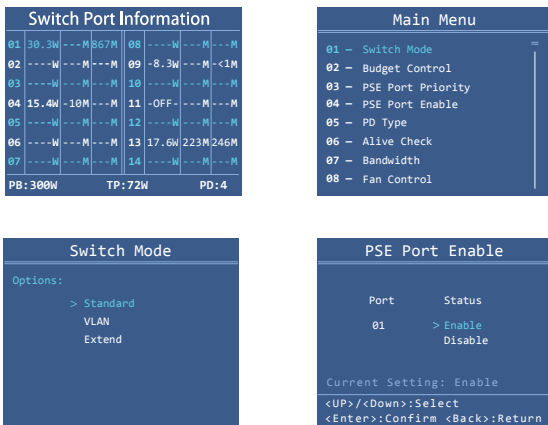 Switch Port Information
01 30.3W ---M 867M 08 ----W ---M ---M
02 ----W ---M ---M 09 -8.3W ---M -<1M
03 ----W ---M ---M 10 ----W ---M ---M
04 15.4W -10M ---M 11 -OFF- ---M ---M
05 ----W ---M ---M 12 ----W ---M ---M
06 ----W ---M ---M 13 17.6W 223M 246M
07 ----W ---M ---M 14 ----W ---M ---M
PB:300W TP:72W PD:4
Main Menu
01 – Switch Mode
02 – Budget Control
03 – PSE Port Priority
04 – PSE Port Enable
05 – PD Type
06 – Alive Check
07 – Bandwidth
08 – Fan Control
Switch Mode
Options:
> Standard
VLAN
Extend
PSE Port Enable
Port Status
01 > Enable
Disable
Current Setting: Enable
<UP>/<Down>:Select
<Enter>:Confirm <Back>:Return